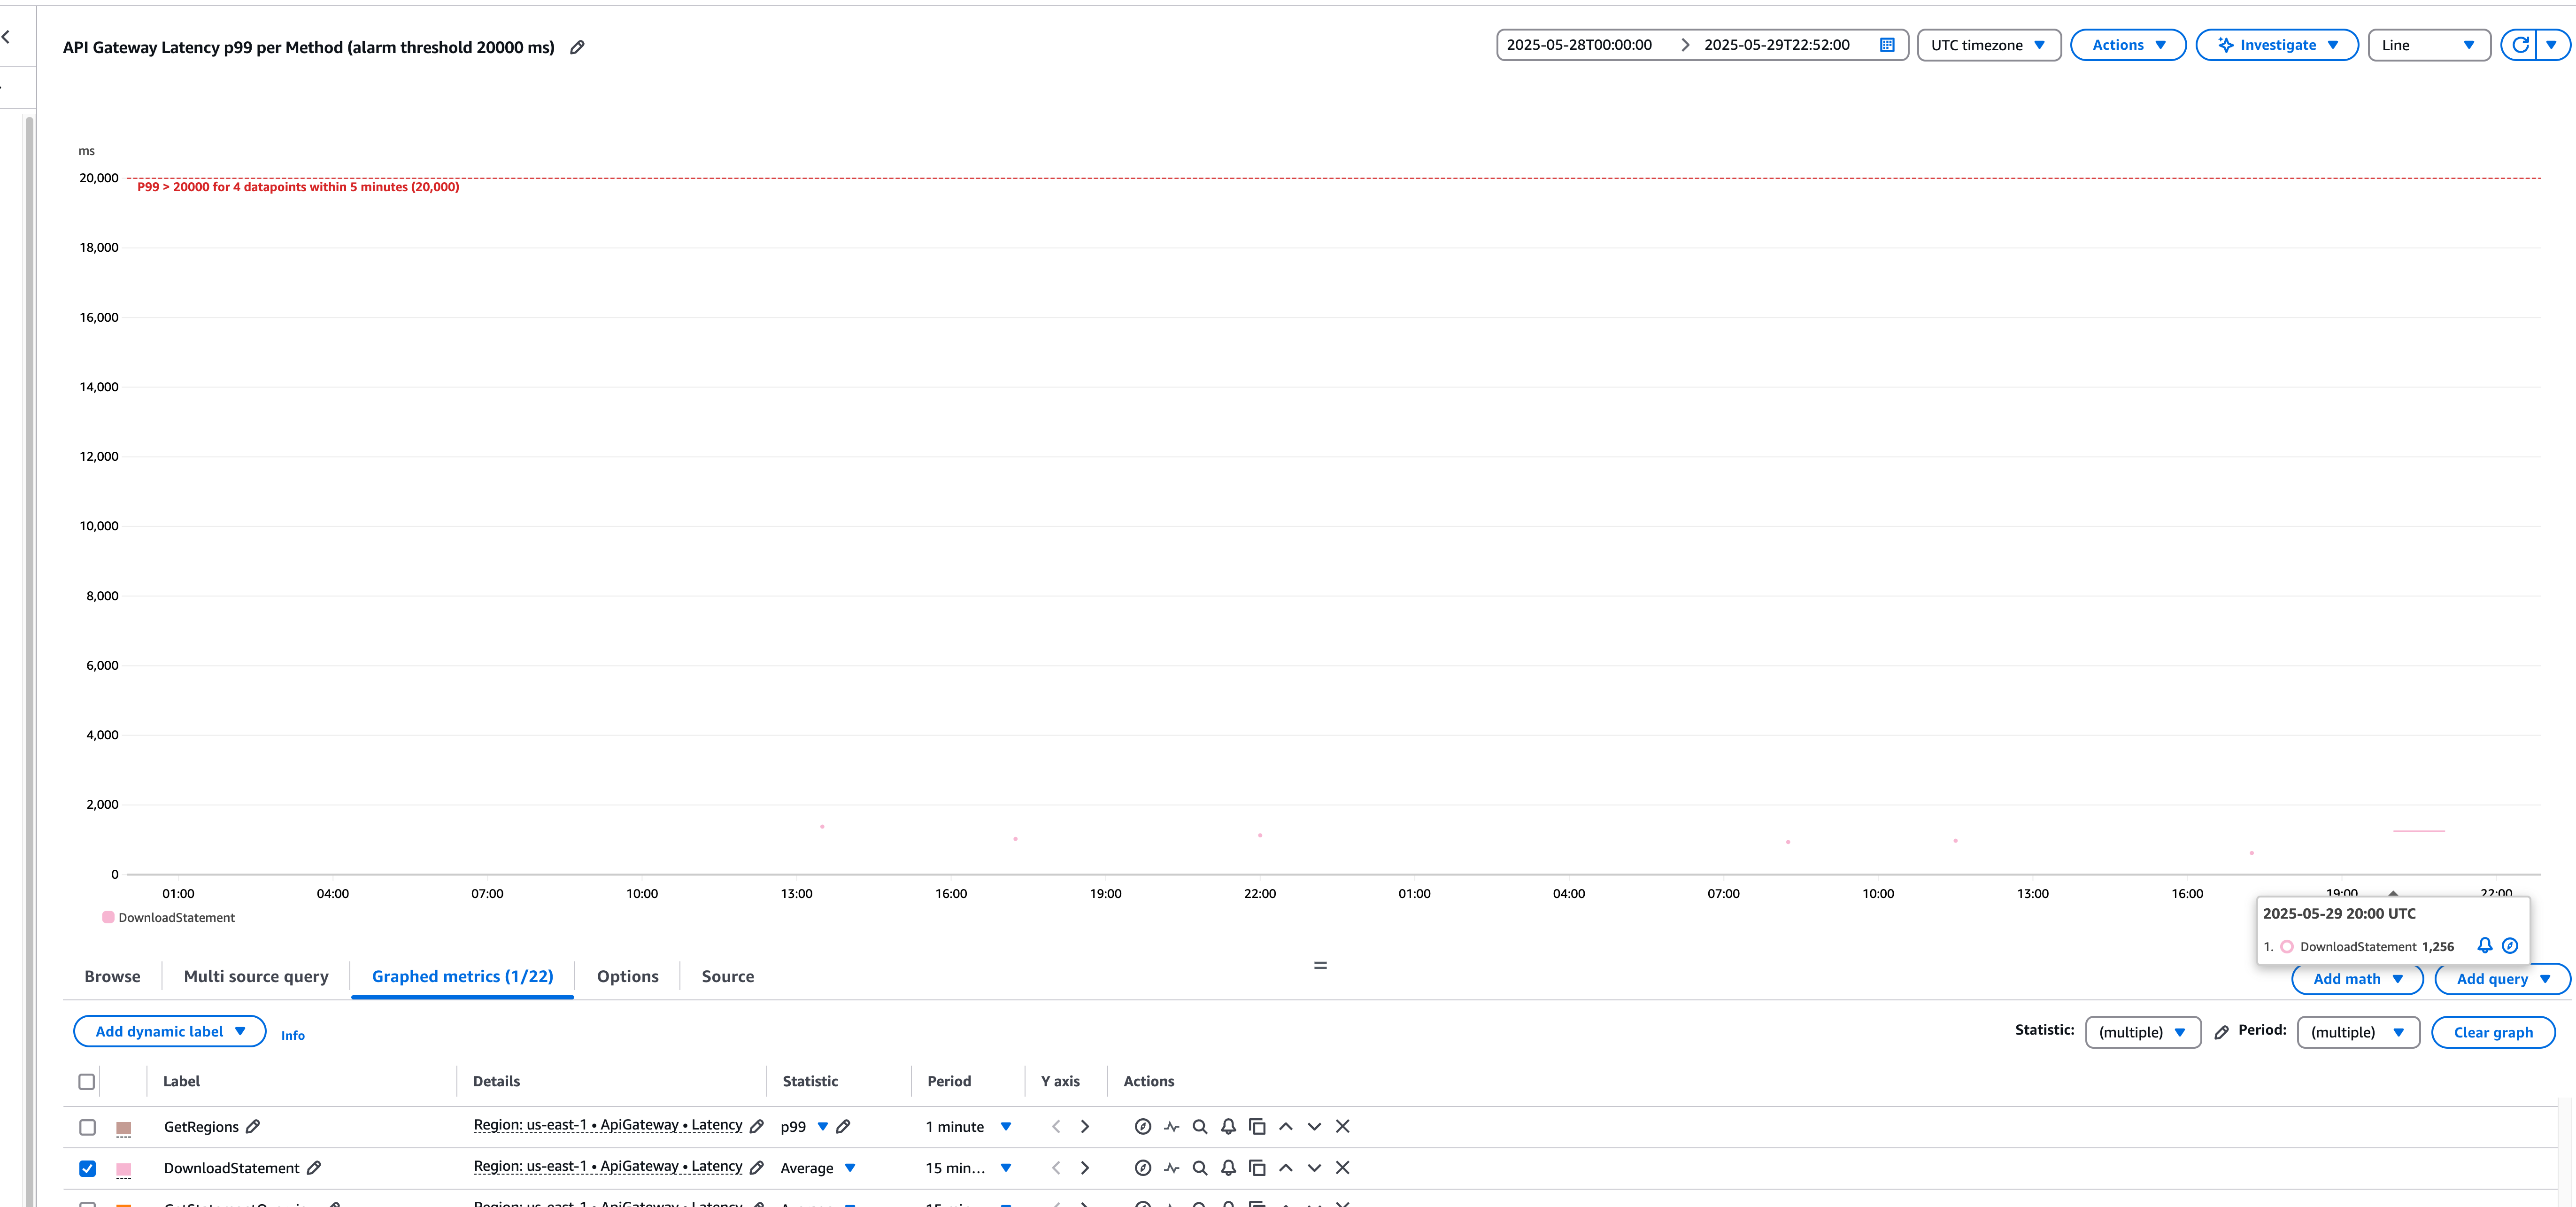 API Gateway Latency p99 per Method (alarm threshold 20000 ms)
2025-05-28T00:00:00 2025-05-29T22:52:00 UTC timezone Actions Investigate Line
ms
20,000
P99 > 20000 for 4 datapoints within 5 minutes (20,000)
18,000
16,000
14,000
12,000
10,000
8,000
6,000
4,000
2,000
0
01:00 04:00 07:00 10:00 13:00 16:00 19:00 22:00 01:00 04:00 07:00 10:00 13:00 16:00 19:00 22:00
DownloadStatement
2025-05-29 20:00 UTC
1. DownloadStatement 1,256
Browse Multi source query Graphed metrics (1/22) Options Source Add math Add query
Add dynamic label Info Statistic: (multiple) Period: (multiple) Clear graph
Label Details Statistic Period Y axis Actions
GetRegions Region: us-east-1 • ApiGateway • Latency p99 1 minute
DownloadStatement Region: us-east-1 • ApiGateway • Latency Average 15 min...
Region: us-east-1 • ApiGateway • Latency